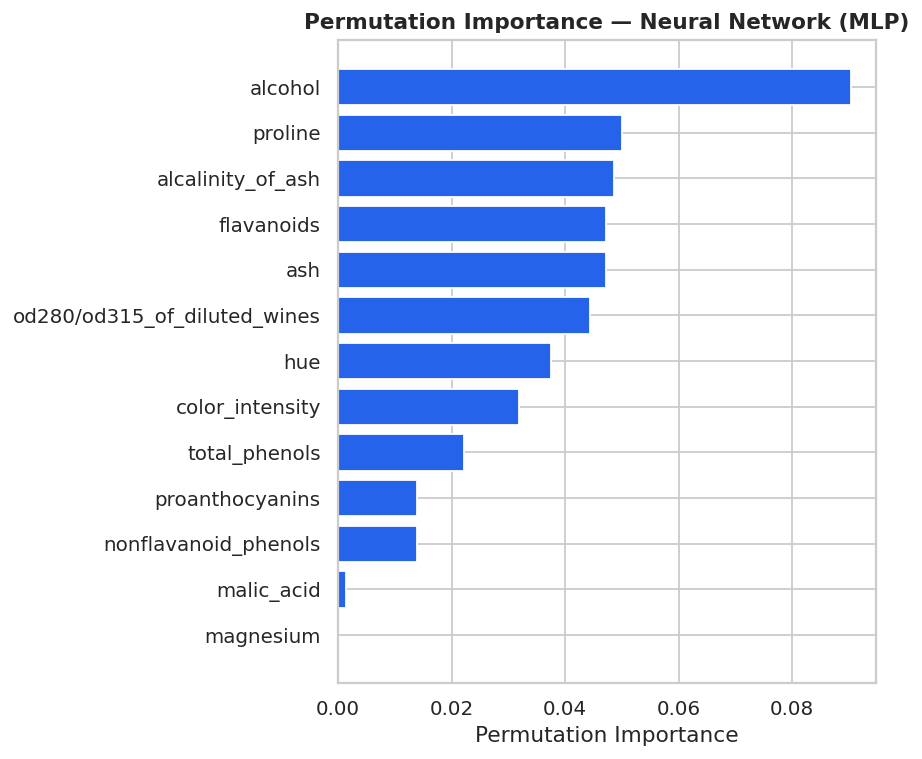 Permutation Importance — Neural Network (MLP)
alcohol
proline
alcalinity_of_ash
flavanoids
ash
od280/od315_of_diluted_wines
hue
color_intensity
total_phenols
proanthocyanins
nonflavanoid_phenols
malic_acid
magnesium
0.00 0.02 0.04 0.06 0.08
Permutation Importance